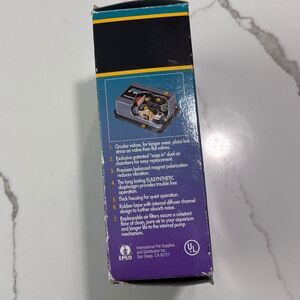 1. Circular valves, for longer wear, place less
stress on valve than flat valves.
2. Exclusive patented "snap in" dual-air
chambers for easy replacement.
3. Precision balanced magnet polarization
reduces vibration.
4. The long lasting ELASYNTHETIC
diaphragm provides trouble free
operation.
5. Thick housing for quiet operation.
6. Rubber base with internal diffuser channel
design to further absorb noise.
7. Replaceable air filters assure a constant
flow of clean, pure air to your aquarium
and longer life to the internal pump
mechanism.
IPSD
International Pet Supplies
and Distribution Inc.
San Diego, CA 92101
UL